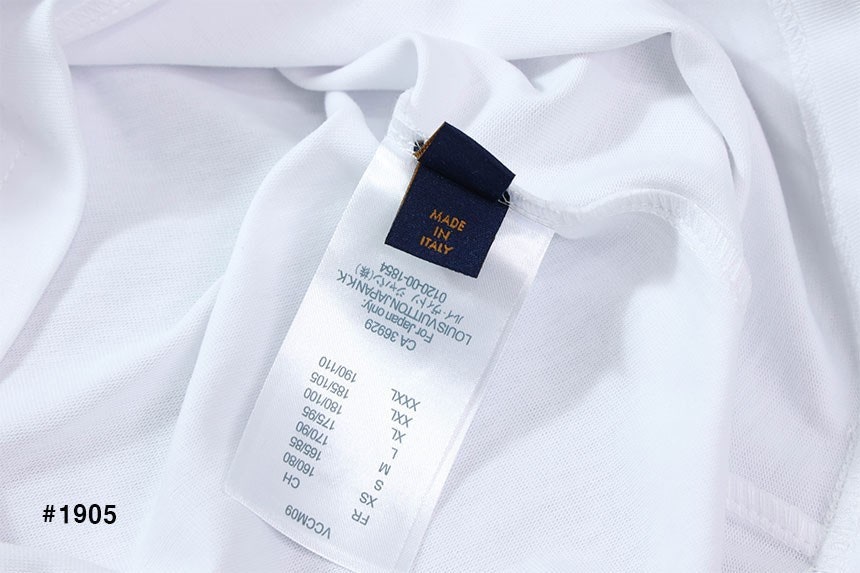 MADE
IN
ITALY
VCCM09
FR CH
XS 160/80
S 165/85
M 170/90
L 175/95
XL 180/100
XXL 185/105
XXXL 190/110
CA 36929
For Japan only:
LOUIS VUITTON JAPAN K.K.
ルイ・ヴィトン ジャパン(株)
0120-00-1854
#1905